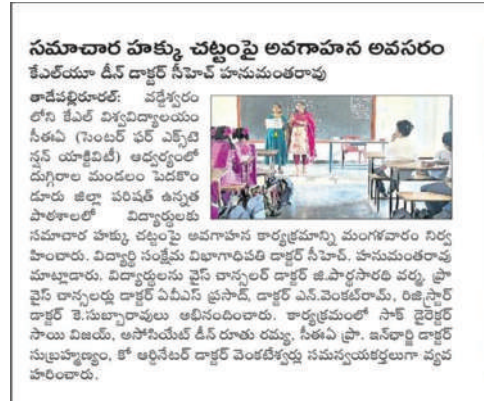 సమాచార హక్కు చట్టంపై అవగాహన అవసరం
కేఎల్‌యూ డీన్ డాక్టర్ సీహెచ్ హనుమంతరావు
తాడేపల్లిరూరల్: వడ్డేశ్వరం
లోని కేఎల్ విశ్వవిద్యాలయం
సీఈఏ (సెంటర్ ఫర్ ఎక్స్‌టె
న్షన్ యాక్టివిటీ) ఆధ్వర్యంలో
దుగ్గిరాల మండలం పెదకొం
డూరు జిల్లా పరిషత్ ఉన్నత
పాఠశాలలో విద్యార్థులకు
సమాచార హక్కు చట్టంపై అవగాహన కార్యక్రమాన్ని మంగళవారం నిర్వ
హించారు. విద్యార్థి సంక్షేమ విభాగాధిపతి డాక్టర్ సీహెచ్. హనుమంతరావు
మాట్లాడారు. విద్యార్థులను వైస్ చాన్సలర్ డాక్టర్ జి.పార్థసారథి వర్మ, ప్రొ
వైస్ చాన్సలర్లు డాక్టర్ ఏవీఎస్ ప్రసాద్, డాక్టర్ ఎన్.వెంకట్‌రామ్, రిజిస్ట్రార్
డాక్టర్ కె.సుబ్బారావులు అభినందించారు. కార్యక్రమంలో సాక్ డైరెక్టర్
సాయి విజయ్, అసోసియేట్ డీన్ రూతు రమ్య, సీఈఏ ప్రొ. ఇన్‌ఛార్జి డాక్టర్
సుబ్రహ్మణ్యం, కో ఆర్డినేటర్ డాక్టర్ వెంకటేశ్వర్లు సమన్వయకర్తలుగా వ్యవ
హరించారు.